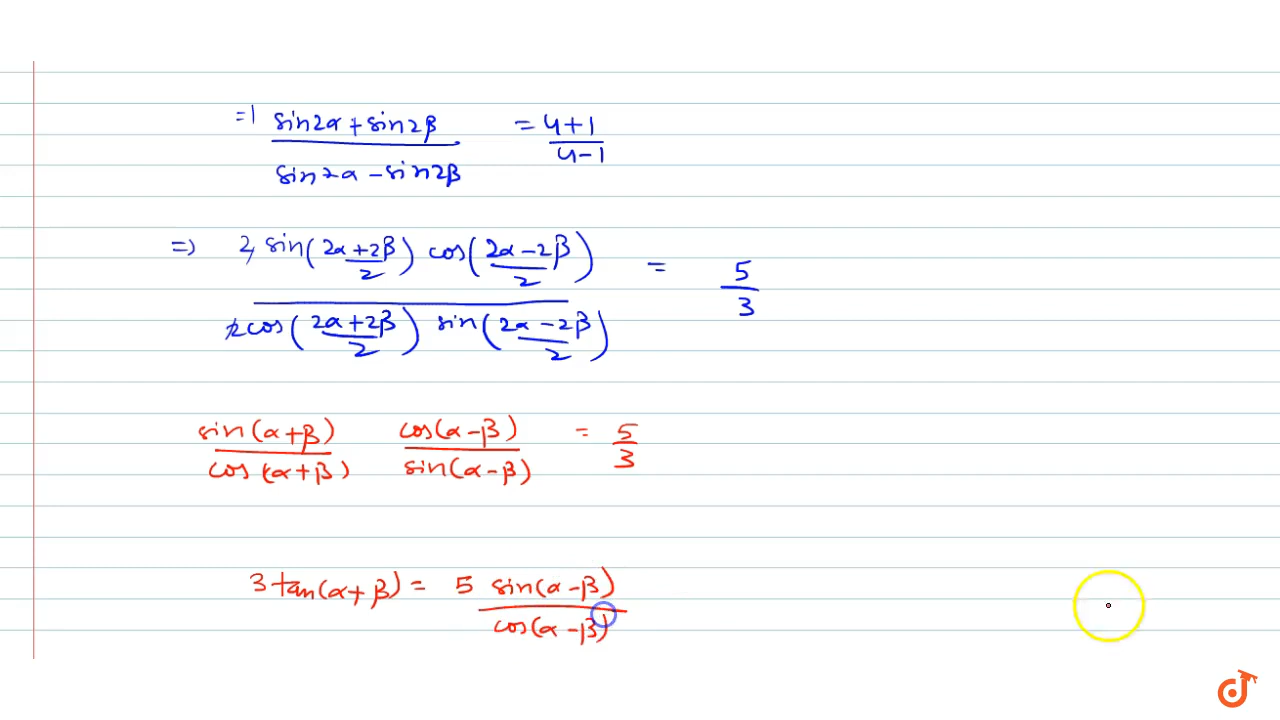 =1 sin2α + sin2β / sin2α - sin2β = 4+1 / 4-1
=> 2 sin(2α+2β / 2) cos(2α-2β / 2) / 2 cos(2α+2β / 2) sin(2α-2β / 2) = 5 / 3
sin(α+β) / cos(α+β) cos(α-β) / sin(α-β) = 5 / 3
3 tan(α+β) = 5 sin(α-β) / cos(α-β)